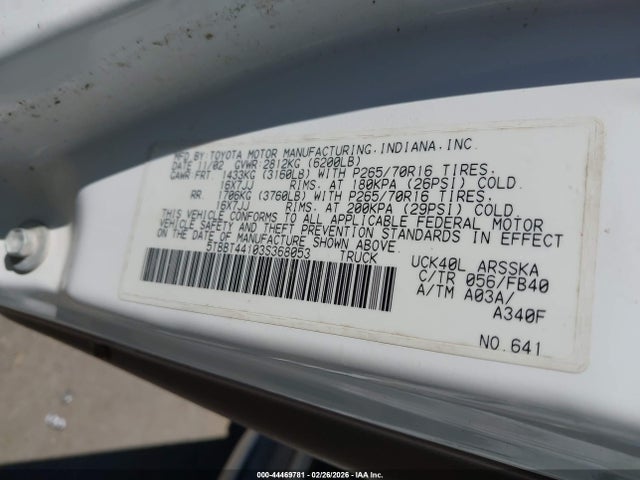 MFD.BY:TOYOTA MOTOR MANUFACTURING,INDIANA,INC.
DATE 11/02 GVWR 2812KG (6200LB)
GAWR FRT 1433KG (3160LB) WITH P265/70R16 TIRES,
16X7JJ RIMS, AT 180KPA (26PSI) COLD.
RR 1706KG (3760LB) WITH P265/70R16 TIRES,
16X7JJ RIMS, AT 200KPA (29PSI) COLD.
THIS VEHICLE CONFORMS TO ALL APPLICABLE FEDERAL MOTOR
VEHICLE SAFETY AND THEFT PREVENTION STANDARDS IN EFFECT
ON THE DATE OF MANUFACTURE SHOWN ABOVE.
5TBBT44103S368053 TRUCK
UCK40L ARSSKA
C/TR 056/FB40
A/TM A03A/
A340F
NO.641
000-44469781 - 02/26/2026 - IAA Inc.